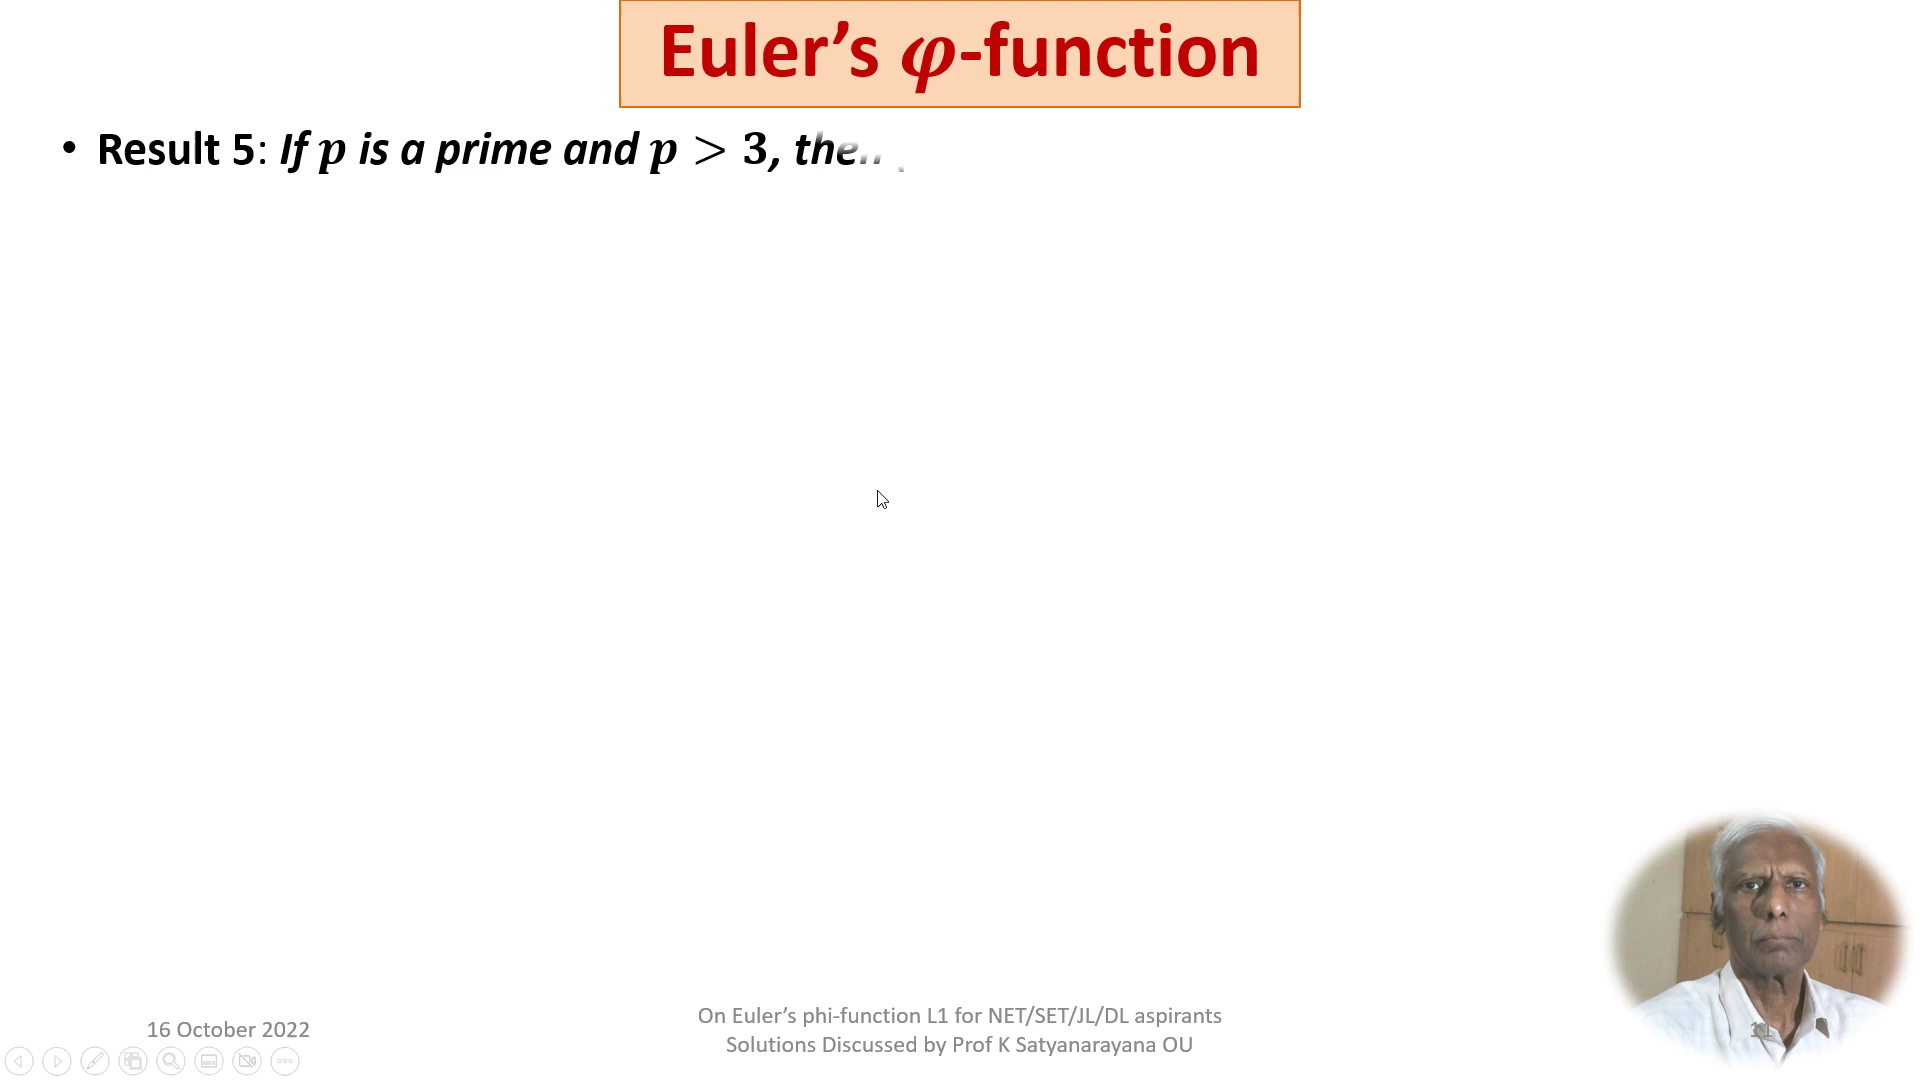 Euler’s φ-function
• Result 5: If p is a prime and p > 3, then
16 October 2022
On Euler’s phi-function L1 for NET/SET/JL/DL aspirants
Solutions Discussed by Prof K Satyanarayana OU